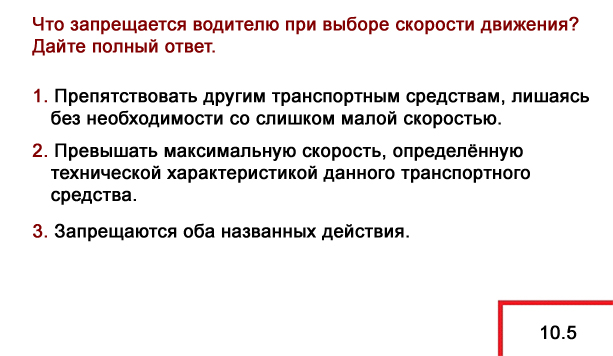 Что запрещается водителю при выборе скорости движения?
Дайте полный ответ.
1. Препятствовать другим транспортным средствам, лишаясь
без необходимости со слишком малой скоростью.
2. Превышать максимальную скорость, определённую
технической характеристикой данного транспортного
средства.
3. Запрещаются оба названных действия.
10.5